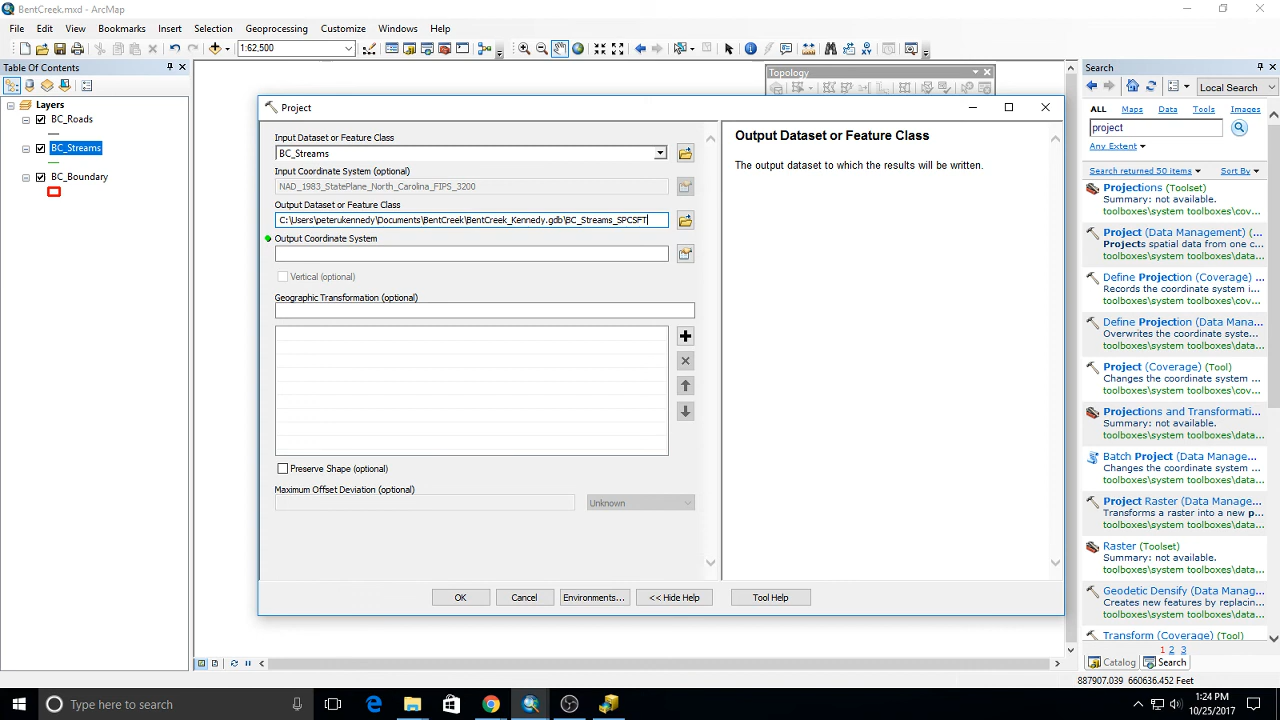 BentCreek.mxd - ArcMap
File Edit View Bookmarks Insert Selection Geoprocessing Customize Windows Help
1:62,500
Table Of Contents
Layers
BC_Roads
BC_Streams
BC_Boundary
Topology
Project
Input Dataset or Feature Class
BC_Streams
Input Coordinate System (optional)
NAD_1983_StatePlane_North_Carolina_FIPS_3200
Output Dataset or Feature Class
C:\Users\peterukennedy\Documents\BentCreek\BentCreek_Kennedy.gdb\BC_Streams_SPCSFT
Output Coordinate System
Vertical (optional)
Geographic Transformation (optional)
Preserve Shape (optional)
Maximum Offset Deviation (optional)
Unknown
OK Cancel Environments... << Hide Help Tool Help
Output Dataset or Feature Class
The output dataset to which the results will be written.
Search
Local Search
ALL Maps Data Tools Images
project
Any Extent
Search returned 50 items Sort By
Projections (Toolset)
Summary: not available.
toolboxes\system toolboxes\data...
Project (Data Management) (...
Projects spatial data from one c...
toolboxes\system toolboxes\data...
Define Projection (Coverage) ...
Records the coordinate system i...
toolboxes\system toolboxes\cov...
Define Projection (Data Mana...
Overwrites the coordinate syste...
toolboxes\system toolboxes\data...
Project (Coverage) (Tool)
Changes the coordinate system ...
toolboxes\system toolboxes\cov...
Projections and Transformati...
Summary: not available.
toolboxes\system toolboxes\data...
Batch Project (Data Manage...
Changes the coordinate system ...
toolboxes\system toolboxes\data...
Project Raster (Data Manage...
Transforms a raster into a new p...
toolboxes\system toolboxes\data...
Raster (Toolset)
Summary: not available.
toolboxes\system toolboxes\data...
Geodetic Densify (Data Manag...
Creates new features by replacin...
toolboxes\system toolboxes\data...
Transform (Coverage) (Tool)
1 2 3
Catalog Search
887907.039 660636.452 Feet
Type here to search
1:24 PM
10/25/2017